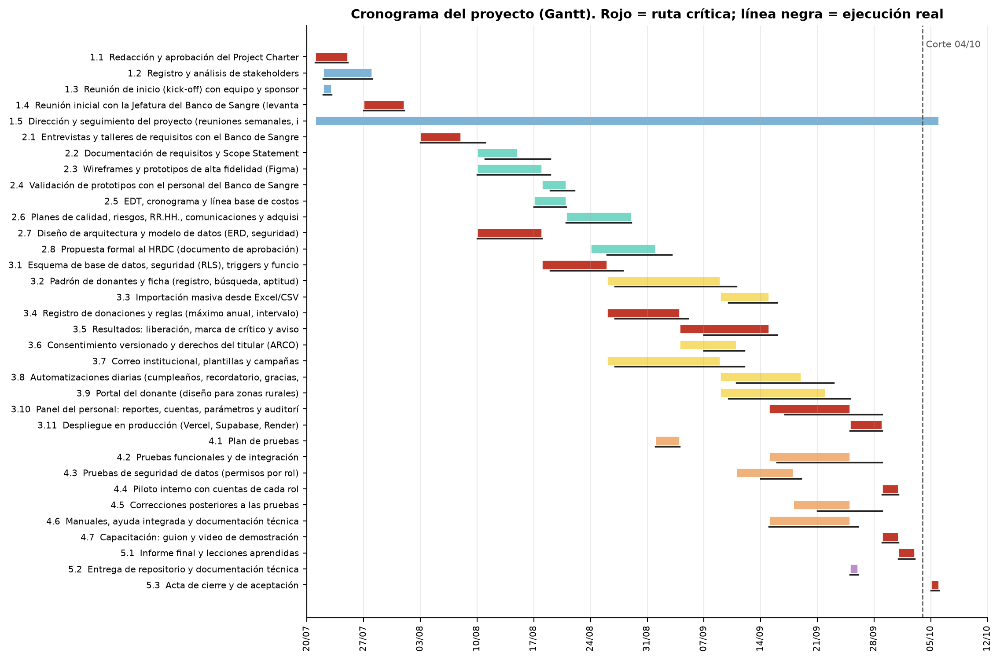 Cronograma del proyecto (Gantt). Rojo = ruta crítica; línea negra = ejecución real
Corte 04/10
1.1 Redacción y aprobación del Project Charter
1.2 Registro y análisis de stakeholders
1.3 Reunión de inicio (kick-off) con equipo y sponsor
1.4 Reunión inicial con la Jefatura del Banco de Sangre (levanta
1.5 Dirección y seguimiento del proyecto (reuniones semanales, i
2.1 Entrevistas y talleres de requisitos con el Banco de Sangre
2.2 Documentación de requisitos y Scope Statement
2.3 Wireframes y prototipos de alta fidelidad (Figma)
2.4 Validación de prototipos con el personal del Banco de Sangre
2.5 EDT, cronograma y línea base de costos
2.6 Planes de calidad, riesgos, RR.HH., comunicaciones y adquisi
2.7 Diseño de arquitectura y modelo de datos (ERD, seguridad)
2.8 Propuesta formal al HRDC (documento de aprobación)
3.1 Esquema de base de datos, seguridad (RLS), triggers y funcio
3.2 Padrón de donantes y ficha (registro, búsqueda, aptitud)
3.3 Importación masiva desde Excel/CSV
3.4 Registro de donaciones y reglas (máximo anual, intervalo)
3.5 Resultados: liberación, marca de crítico y aviso
3.6 Consentimiento versionado y derechos del titular (ARCO)
3.7 Correo institucional, plantillas y campañas
3.8 Automatizaciones diarias (cumpleaños, recordatorio, gracias,
3.9 Portal del donante (diseño para zonas rurales)
3.10 Panel del personal: reportes, cuentas, parámetros y auditorí
3.11 Despliegue en producción (Vercel, Supabase, Render)
4.1 Plan de pruebas
4.2 Pruebas funcionales y de integración
4.3 Pruebas de seguridad de datos (permisos por rol)
4.4 Piloto interno con cuentas de cada rol
4.5 Correcciones posteriores a las pruebas
4.6 Manuales, ayuda integrada y documentación técnica
4.7 Capacitación: guion y video de demostración
5.1 Informe final y lecciones aprendidas
5.2 Entrega de repositorio y documentación técnica
5.3 Acta de cierre y de aceptación
20/07
27/07
03/08
10/08
17/08
24/08
31/08
07/09
14/09
21/09
28/09
05/10
12/10